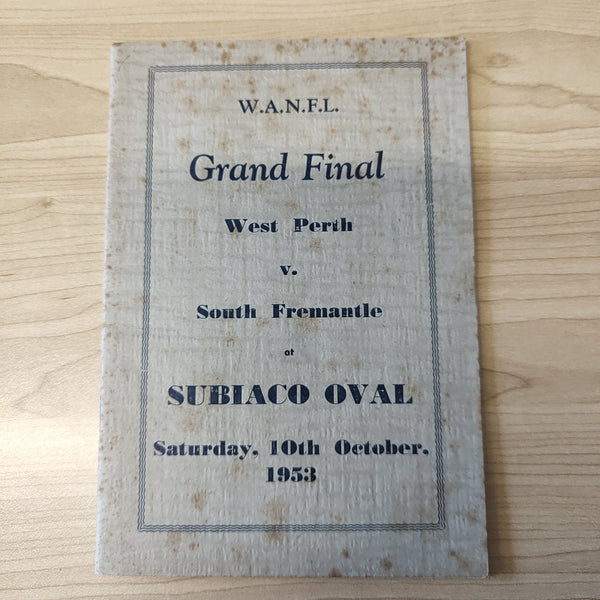 W.A.N.F.L.
Grand Final
West Perth
v.
South Fremantle
at
SUBIACO OVAL
Saturday, 10th October,
1953